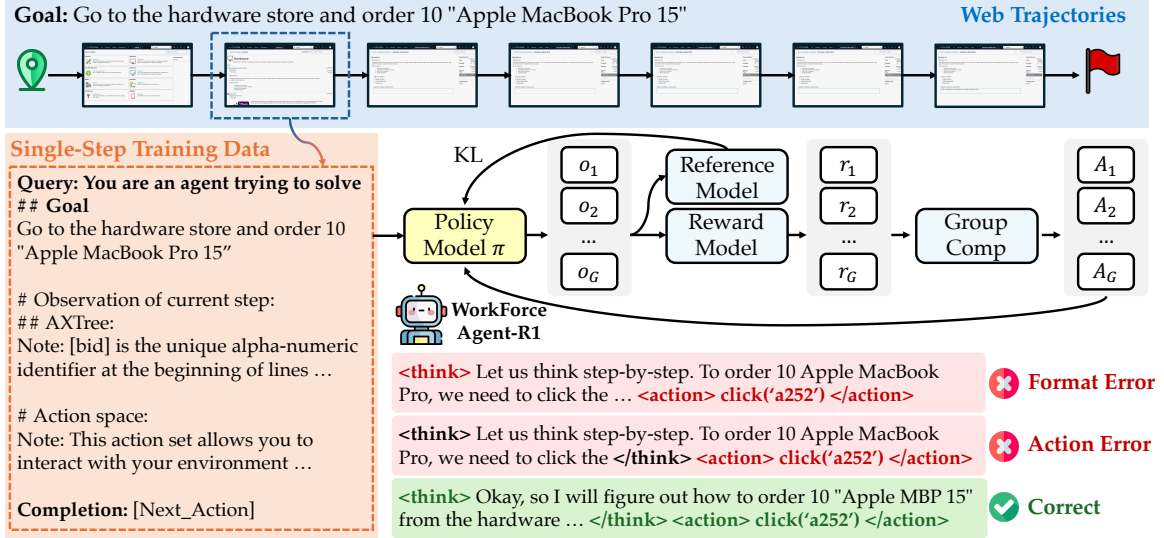 Goal: Go to the hardware store and order 10 "Apple MacBook Pro 15"
Web Trajectories
Single-Step Training Data
Query: You are an agent trying to solve
## Goal
Go to the hardware store and order 10
"Apple MacBook Pro 15"
# Observation of current step:
## AXTree:
Note: [bid] is the unique alpha-numeric
identifier at the beginning of lines …
# Action space:
Note: This action set allows you to
interact with your environment …
Completion: [Next_Action]
KL
Policy
Model π
o1
o2
...
oG
Reference
Model
Reward
Model
r1
r2
...
rG
Group
Comp
A1
A2
...
AG
WorkForce
Agent-R1
<think> Let us think step-by-step. To order 10 Apple MacBook
Pro, we need to click the … <action> click('a252') </action>
Format Error
<think> Let us think step-by-step. To order 10 Apple MacBook
Pro, we need to click the </think> <action> click('a252') </action>
Action Error
<think> Okay, so I will figure out how to order 10 "Apple MBP 15"
from the hardware … </think> <action> click('a252') </action>
Correct